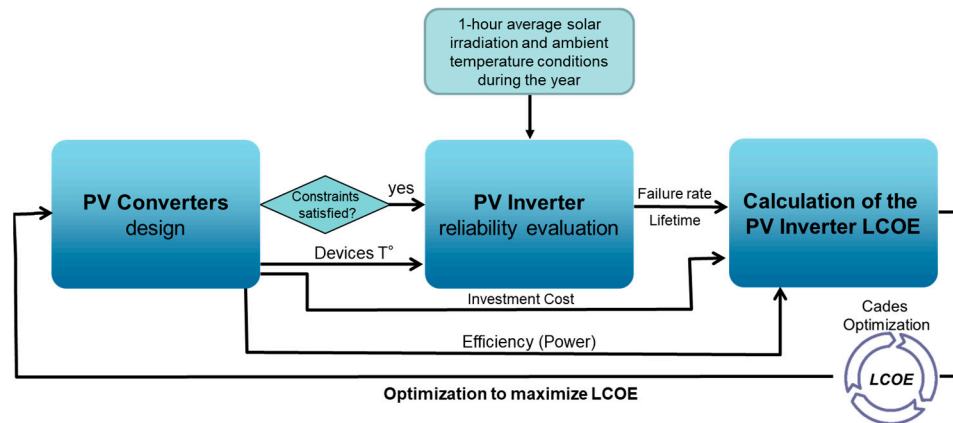 1-hour average solar
irradiation and ambient
temperature conditions
during the year
PV Converters
design
Constraints
satisfied?
yes
PV Inverter
reliability evaluation
Failure rate
Lifetime
Calculation of the
PV Inverter LCOE
Devices T°
Investment Cost
Efficiency (Power)
Cades
Optimization
LCOE
Optimization to maximize LCOE